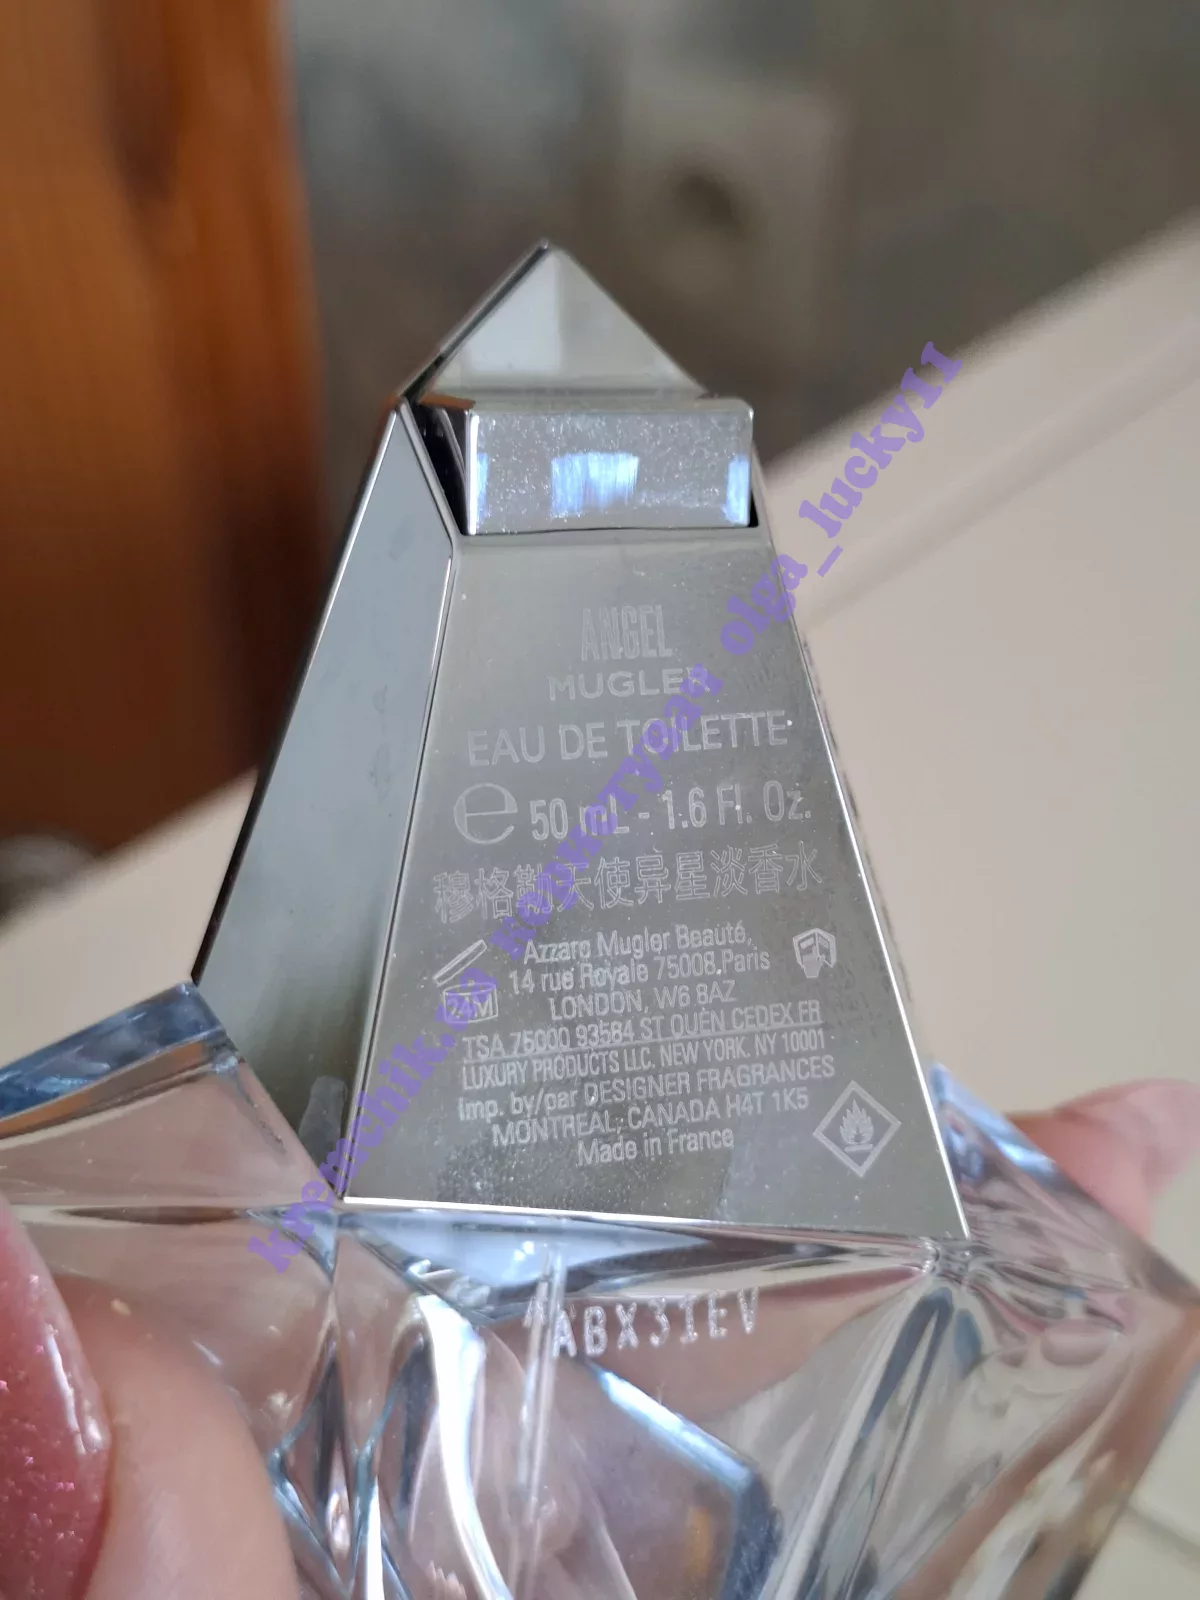 ANGEL
MUGLER
EAU DE TOILETTE
℮ 50 mL - 1.6 Fl. Oz.
穆格勒天使异星淡香水
Azzaro Mugler Beauté,
14 rue Royale 75008 Paris
LONDON, W6 8AZ
TSA 75000 93584 ST OUEN CEDEX FR
LUXURY PRODUCTS LLC. NEW YORK. NY 10001
Imp. by/par DESIGNER FRAGRANCES
MONTREAL, CANADA H4T 1K5
Made in France
24M
ABX31EV
kremchik.ua користувач olga_lucky11